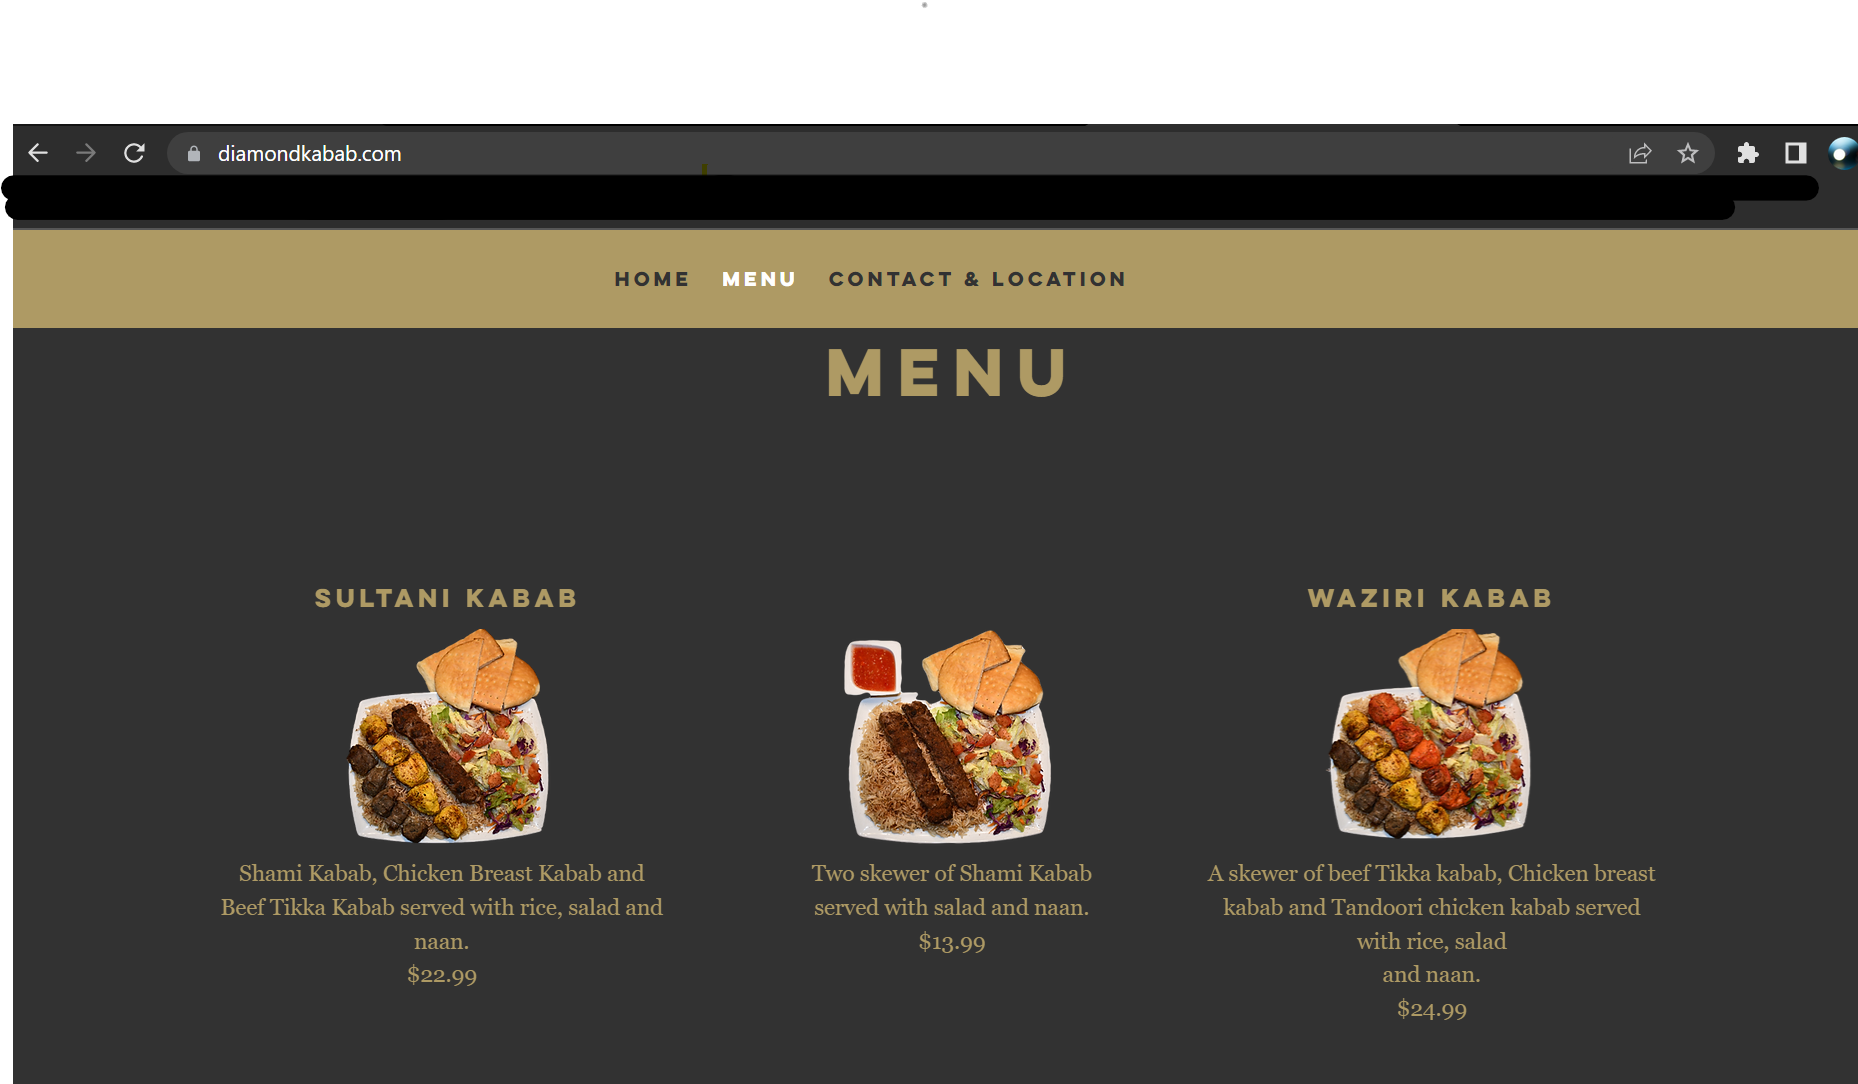 diamondkabab.com
HOME MENU CONTACT & LOCATION
MENU
SULTANI KABAB
Shami Kabab, Chicken Breast Kabab and
Beef Tikka Kabab served with rice, salad and
naan.
$22.99
Two skewer of Shami Kabab
served with salad and naan.
$13.99
WAZIRI KABAB
A skewer of beef Tikka kabab, Chicken breast
kabab and Tandoori chicken kabab served
with rice, salad
and naan.
$24.99